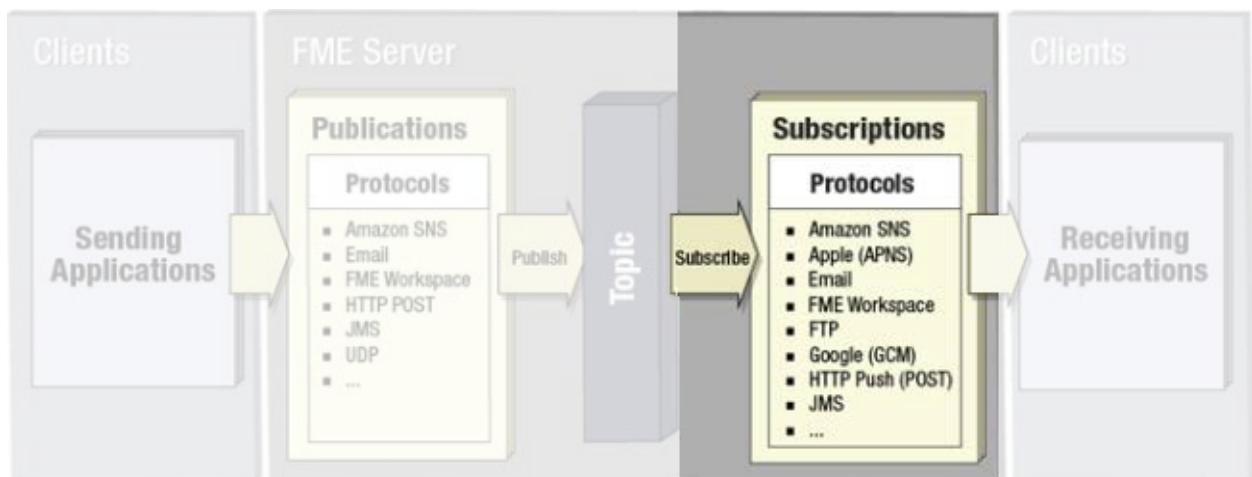 Clients
Sending
Applications
FME Server
Publications
Protocols
▪ Amazon SNS
▪ Email
▪ FME Workspace
▪ HTTP POST
▪ JMS
▪ UDP
▪ ...
Publish
Topic
Subscribe
Subscriptions
Protocols
▪ Amazon SNS
▪ Apple (APNS)
▪ Email
▪ FME Workspace
▪ FTP
▪ Google (GCM)
▪ HTTP Push (POST)
▪ JMS
▪ ...
Clients
Receiving
Applications